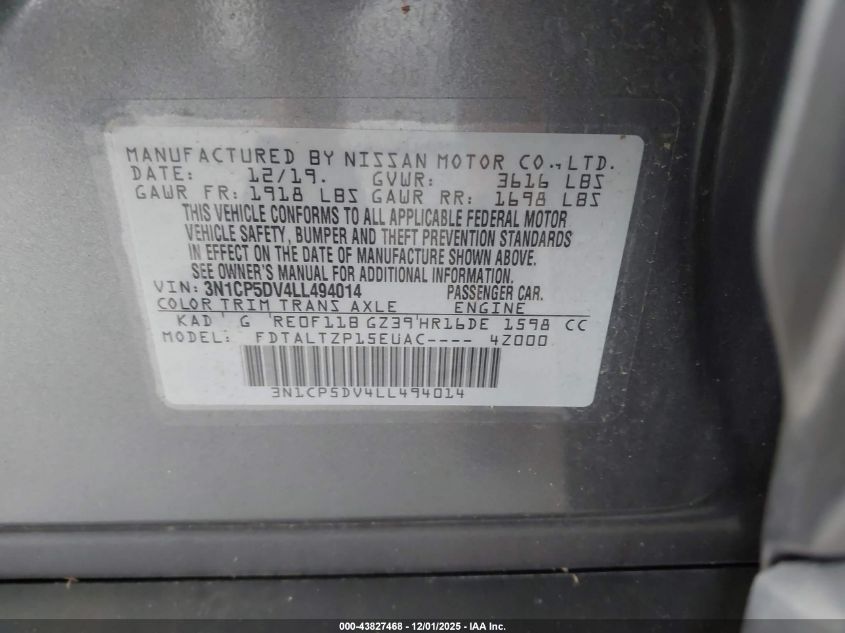 MANUFACTURED BY NISSAN MOTOR CO.,LTD.
DATE: 12/19. GVWR: 3616 LBS
GAWR FR: 1918 LBS GAWR RR: 1698 LBS
THIS VEHICLE CONFORMS TO ALL APPLICABLE FEDERAL MOTOR
VEHICLE SAFETY, BUMPER AND THEFT PREVENTION STANDARDS
IN EFFECT ON THE DATE OF MANUFACTURE SHOWN ABOVE.
SEE OWNER'S MANUAL FOR ADDITIONAL INFORMATION.
VIN: 3N1CP5DV4LL494014 PASSENGER CAR.
COLOR TRIM TRANS AXLE ENGINE
KAD G RE0F11B GZ39 HR16DE 1598 CC
MODEL: FDTALTZP15EUAC---- 4Z000
3N1CP5DV4LL494014
000-43827468 - 12/01/2025 - IAA Inc.